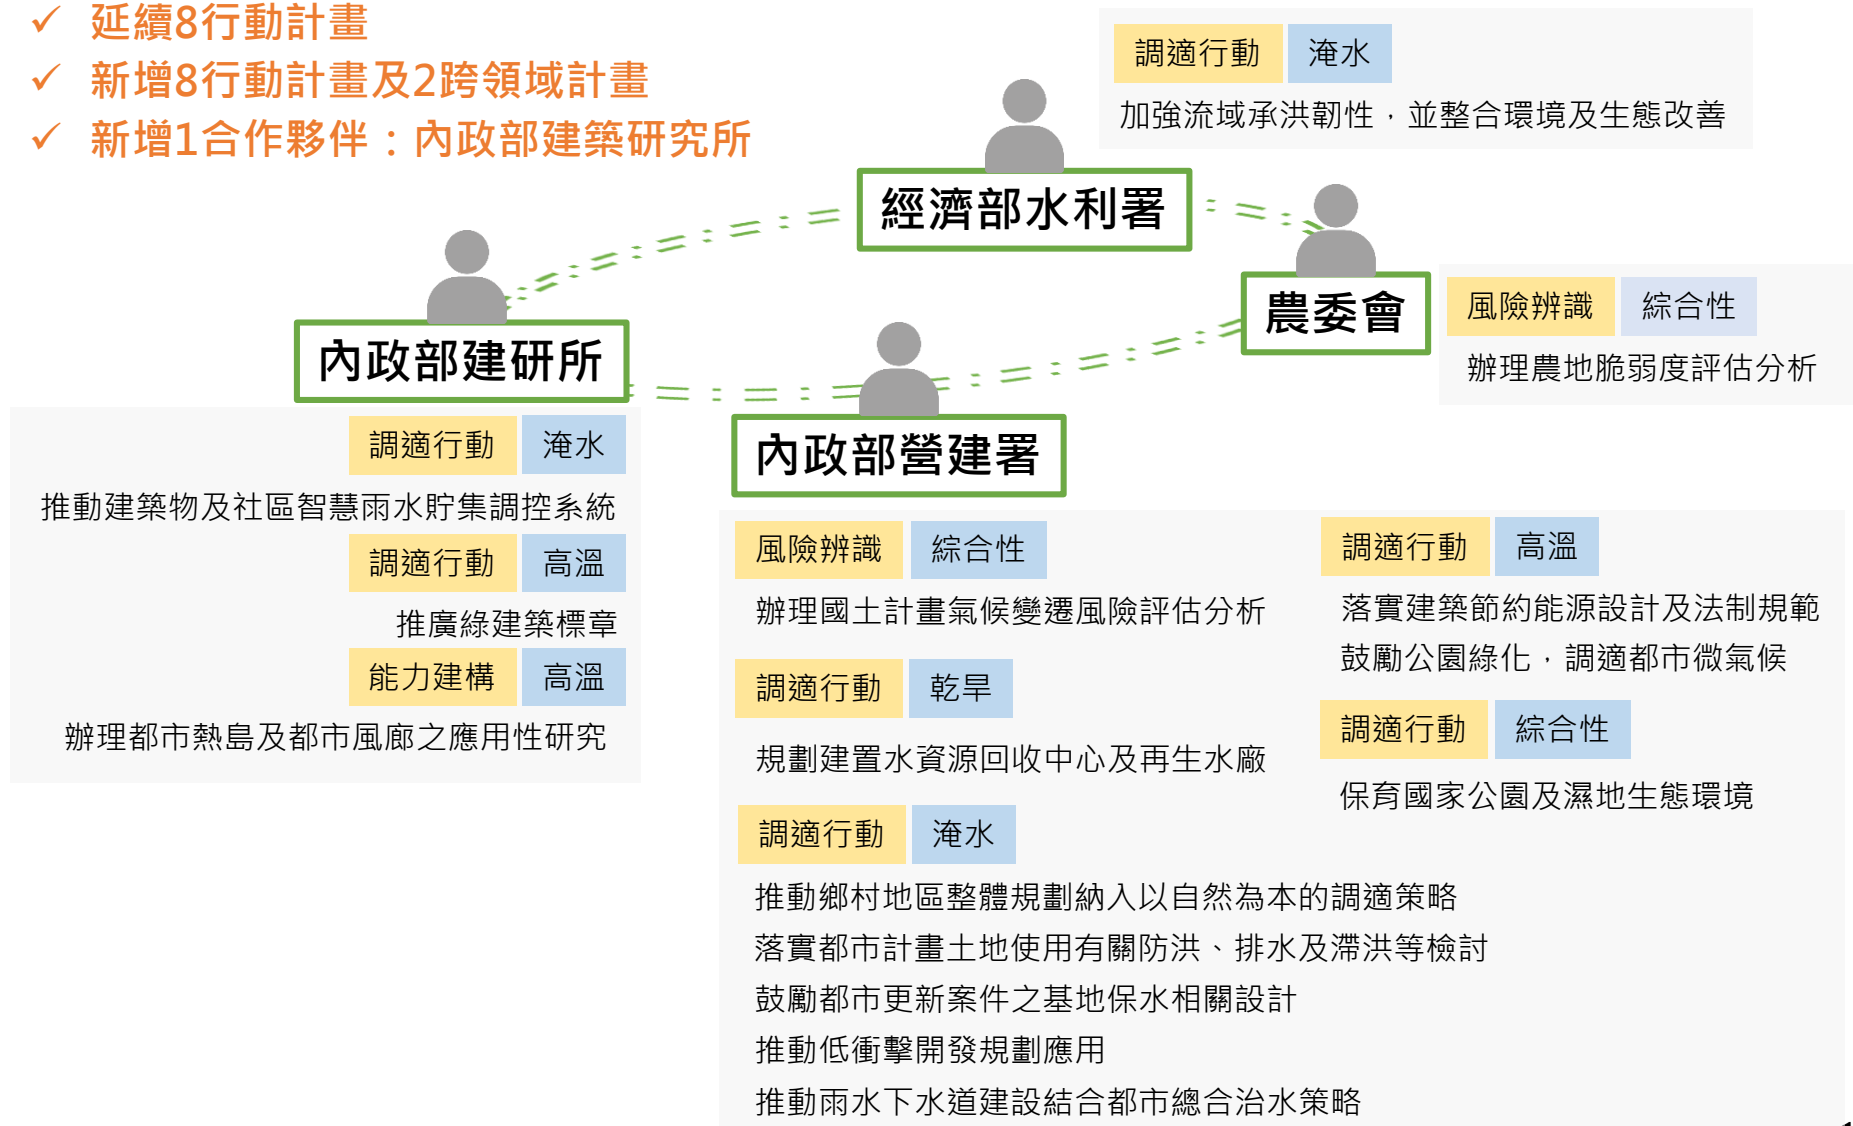 ✓ 延續8行動計畫
✓ 新增8行動計畫及2跨領域計畫
✓ 新增1合作夥伴：內政部建築研究所
調適行動 淹水
加強流域承洪韌性，並整合環境及生態改善
經濟部水利署
農委會
風險辨識 綜合性
辦理農地脆弱度評估分析
內政部建研所
調適行動 淹水
推動建築物及社區智慧雨水貯集調控系統
調適行動 高溫
推廣綠建築標章
能力建構 高溫
辦理都市熱島及都市風廊之應用性研究
內政部營建署
風險辨識 綜合性
辦理國土計畫氣候變遷風險評估分析
調適行動 乾旱
規劃建置水資源回收中心及再生水廠
調適行動 淹水
推動鄉村地區整體規劃納入以自然為本的調適策略
落實都市計畫土地使用有關防洪、排水及滯洪等檢討
鼓勵都市更新案件之基地保水相關設計
推動低衝擊開發規劃應用
推動雨水下水道建設結合都市總合治水策略
調適行動 高溫
落實建築節約能源設計及法制規範
鼓勵公園綠化，調適都市微氣候
調適行動 綜合性
保育國家公園及濕地生態環境